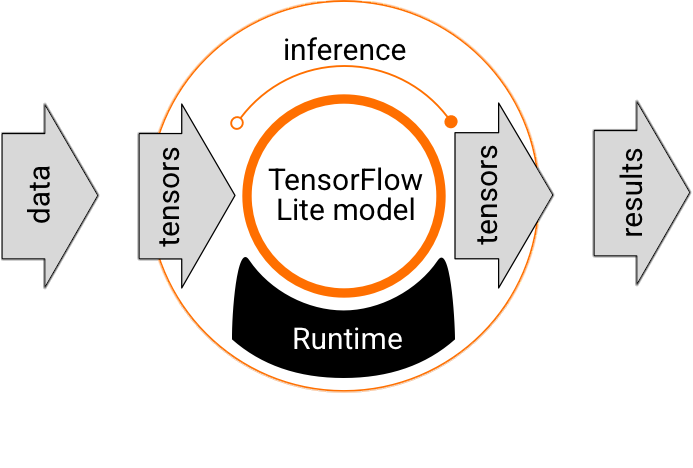 inference
data
tensors
TensorFlow
Lite model
tensors
results
Runtime